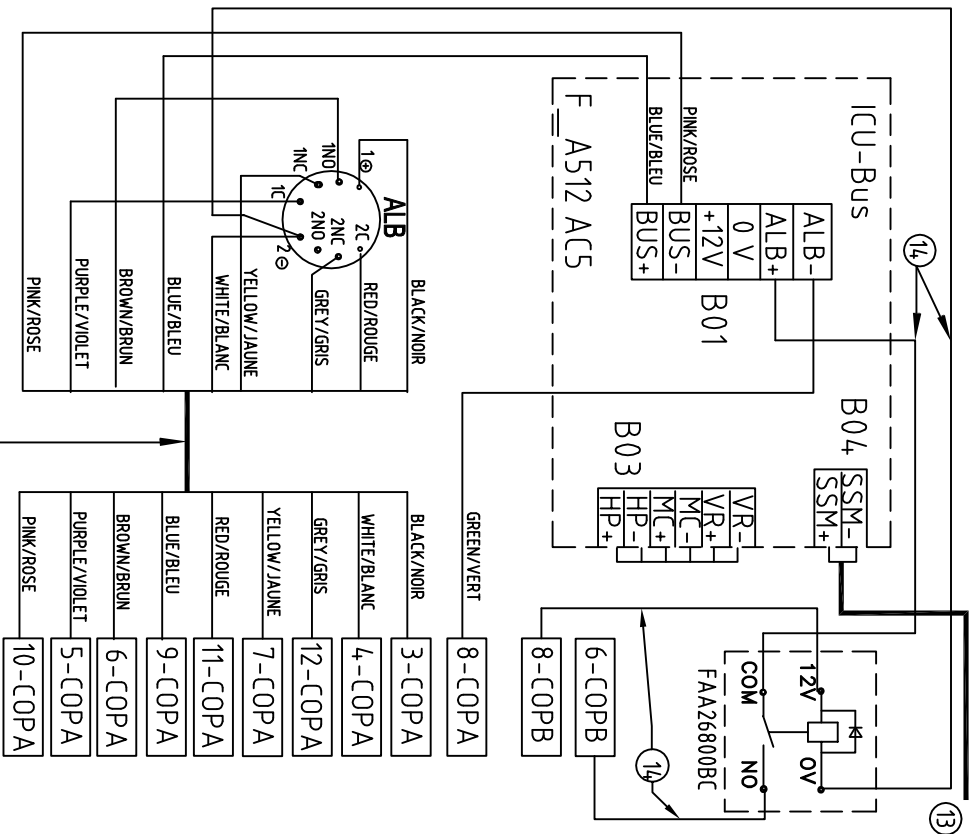 ICU-Bus
F_A512 AC5
PINK/ROSE
BLUE/BLEU
ALB-
ALB+
0 V
+12V
BUS-
BUS+
B01
14
B04
SSM-
SSM+
B03
VR-
VR+
MC-
MC+
HP-
HP+
13
12V
0V
COM
NO
FAA26800BC
14
6-COPB
8-COPB
ALB
1⊕
1NO
1NC
1C
2C
2NC
2NO
2⊖
BLACK/NOIR
RED/ROUGE
GREY/GRIS
YELLOW/JAUNE
WHITE/BLANC
BLUE/BLEU
BROWN/BRUN
PURPLE/VIOLET
PINK/ROSE
GREEN/VERT
8-COPA
BLACK/NOIR
3-COPA
WHITE/BLANC
4-COPA
GREY/GRIS
12-COPA
YELLOW/JAUNE
7-COPA
RED/ROUGE
11-COPA
BLUE/BLEU
9-COPA
BROWN/BRUN
6-COPA
PURPLE/VIOLET
5-COPA
PINK/ROSE
10-COPA